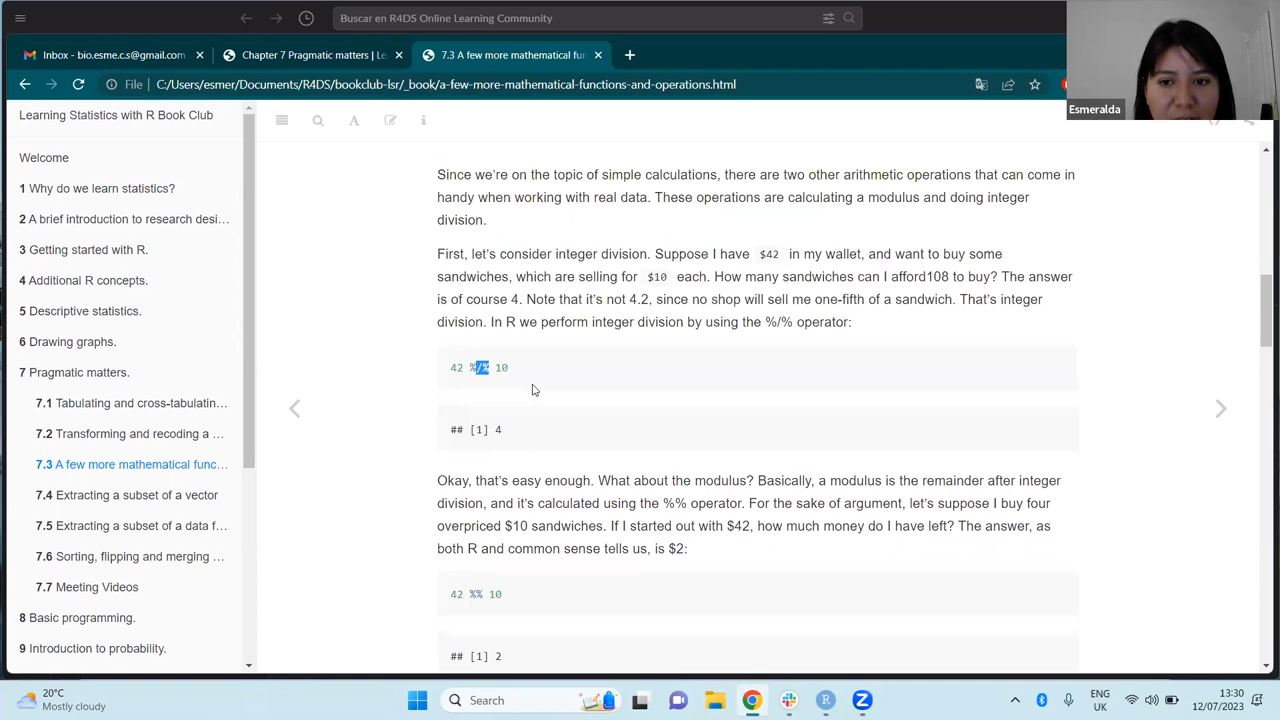 Buscar en R4DS Online Learning Community
Inbox - bio.esme.c.s@gmail.com
Chapter 7 Pragmatic matters | Le
7.3 A few more mathematical fun
File
C:/Users/esmer/Documents/R4DS/bookclub-lsr/_book/a-few-more-mathematical-functions-and-operations.html
Esmeralda
Learning Statistics with R Book Club
Welcome
1 Why do we learn statistics?
2 A brief introduction to research desi...
3 Getting started with R.
4 Additional R concepts.
5 Descriptive statistics.
6 Drawing graphs.
7 Pragmatic matters.
7.1 Tabulating and cross-tabulatin...
7.2 Transforming and recoding a ...
7.3 A few more mathematical func...
7.4 Extracting a subset of a vector
7.5 Extracting a subset of a data f...
7.6 Sorting, flipping and merging ...
7.7 Meeting Videos
8 Basic programming.
9 Introduction to probability.
Since we're on the topic of simple calculations, there are two other arithmetic operations that can come in
handy when working with real data. These operations are calculating a modulus and doing integer
division.
First, let's consider integer division. Suppose I have $42 in my wallet, and want to buy some
sandwiches, which are selling for $10 each. How many sandwiches can I afford108 to buy? The answer
is of course 4. Note that it's not 4.2, since no shop will sell me one-fifth of a sandwich. That's integer
division. In R we perform integer division by using the %/% operator:
42 %/% 10
## [1] 4
Okay, that's easy enough. What about the modulus? Basically, a modulus is the remainder after integer
division, and it's calculated using the %% operator. For the sake of argument, let's suppose I buy four
overpriced $10 sandwiches. If I started out with $42, how much money do I have left? The answer, as
both R and common sense tells us, is $2:
42 %% 10
## [1] 2
20°C
Mostly cloudy
Search
ENG
UK
13:30
12/07/2023